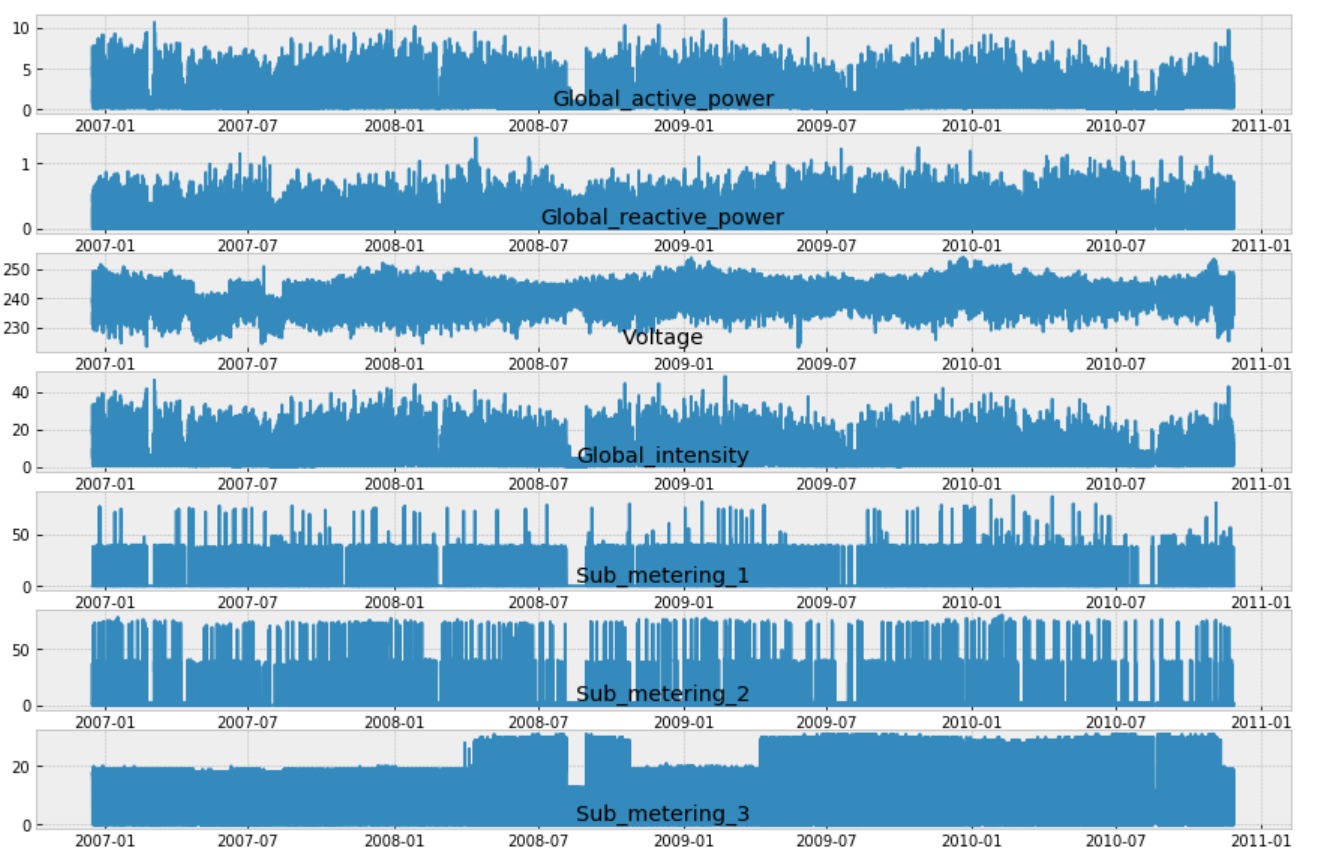 10
5
0
Global_active_power
2007-01 2007-07 2008-01 2008-07 2009-01 2009-07 2010-01 2010-07 2011-01
1
0
Global_reactive_power
2007-01 2007-07 2008-01 2008-07 2009-01 2009-07 2010-01 2010-07 2011-01
250
240
230
Voltage
2007-01 2007-07 2008-01 2008-07 2009-01 2009-07 2010-01 2010-07 2011-01
40
20
0
Global_intensity
2007-01 2007-07 2008-01 2008-07 2009-01 2009-07 2010-01 2010-07 2011-01
50
0
Sub_metering_1
2007-01 2007-07 2008-01 2008-07 2009-01 2009-07 2010-01 2010-07 2011-01
50
0
Sub_metering_2
2007-01 2007-07 2008-01 2008-07 2009-01 2009-07 2010-01 2010-07 2011-01
20
0
Sub_metering_3
2007-01 2007-07 2008-01 2008-07 2009-01 2009-07 2010-01 2010-07 2011-01